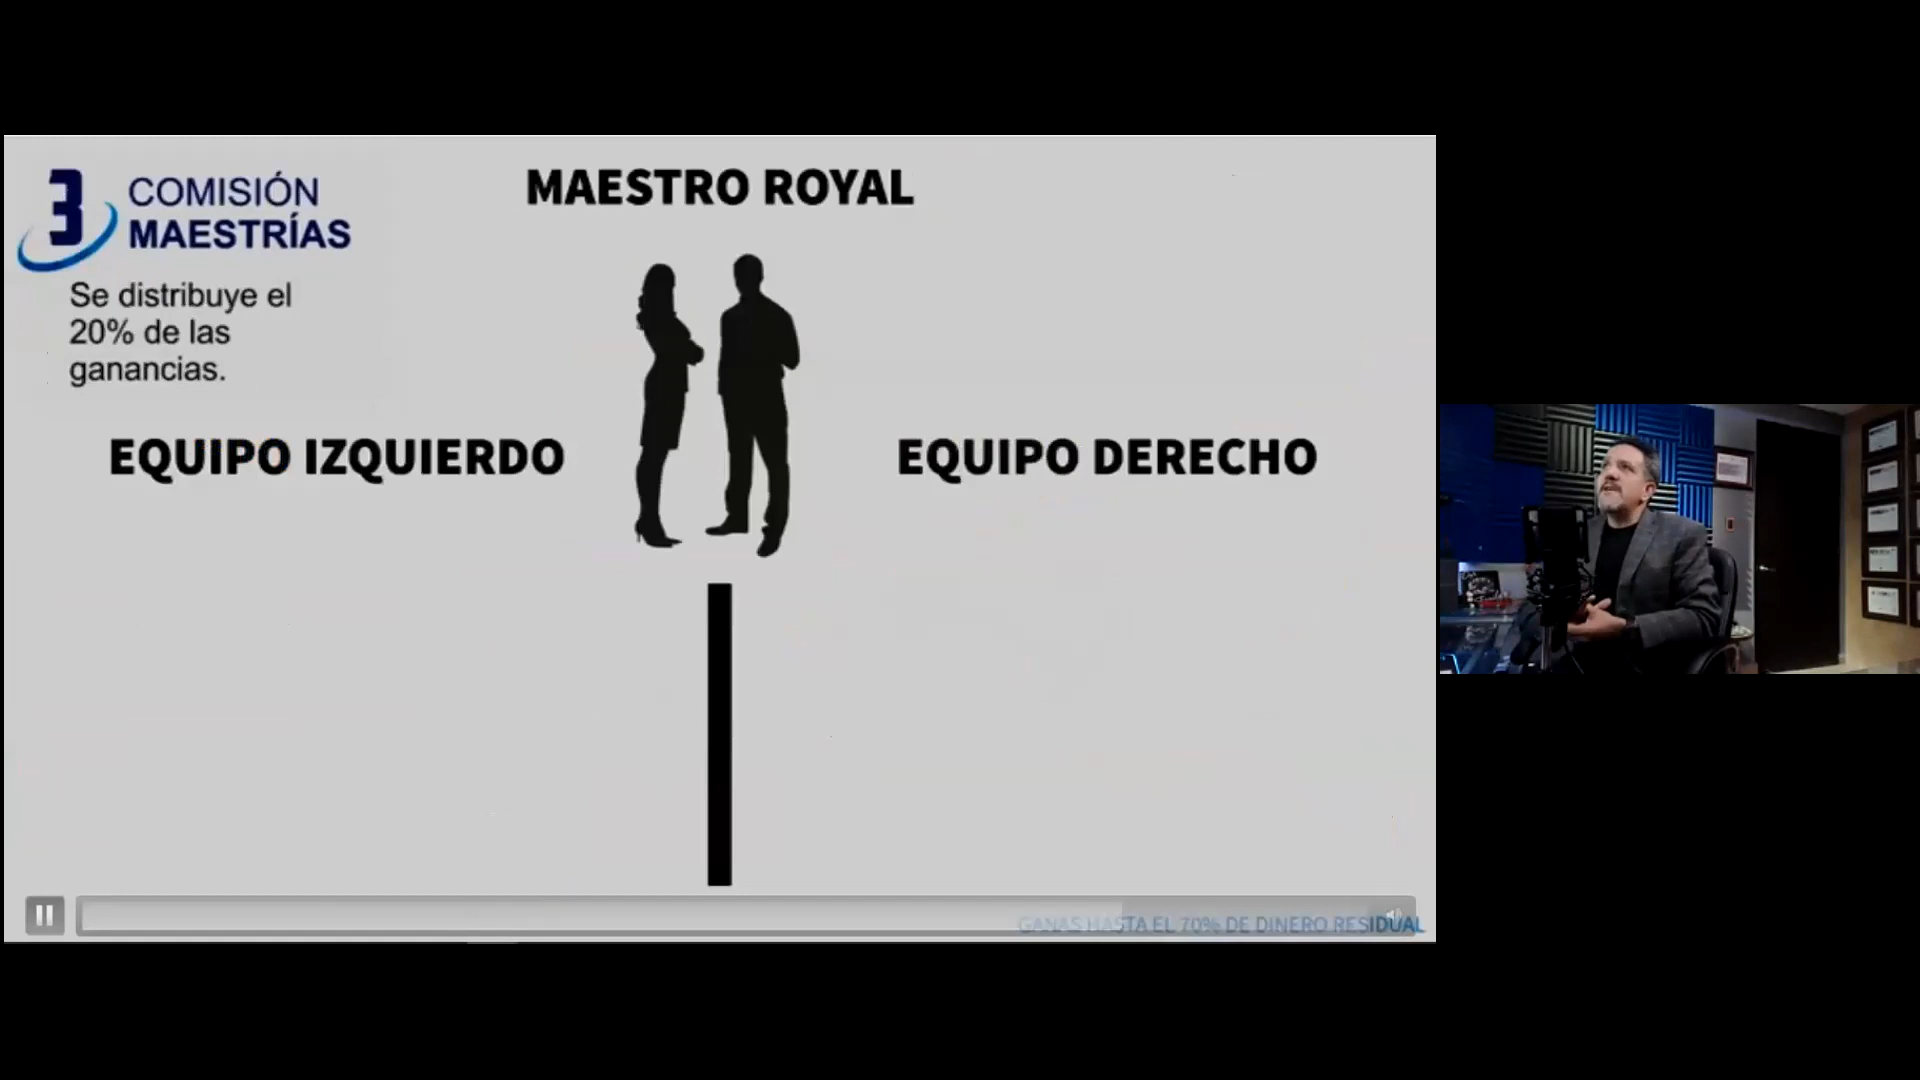 3 COMISIÓN
MAESTRÍAS
Se distribuye el
20% de las
ganancias.
MAESTRO ROYAL
EQUIPO IZQUIERDO
EQUIPO DERECHO
GANAS HASTA EL 70% DE DINERO RESIDUAL